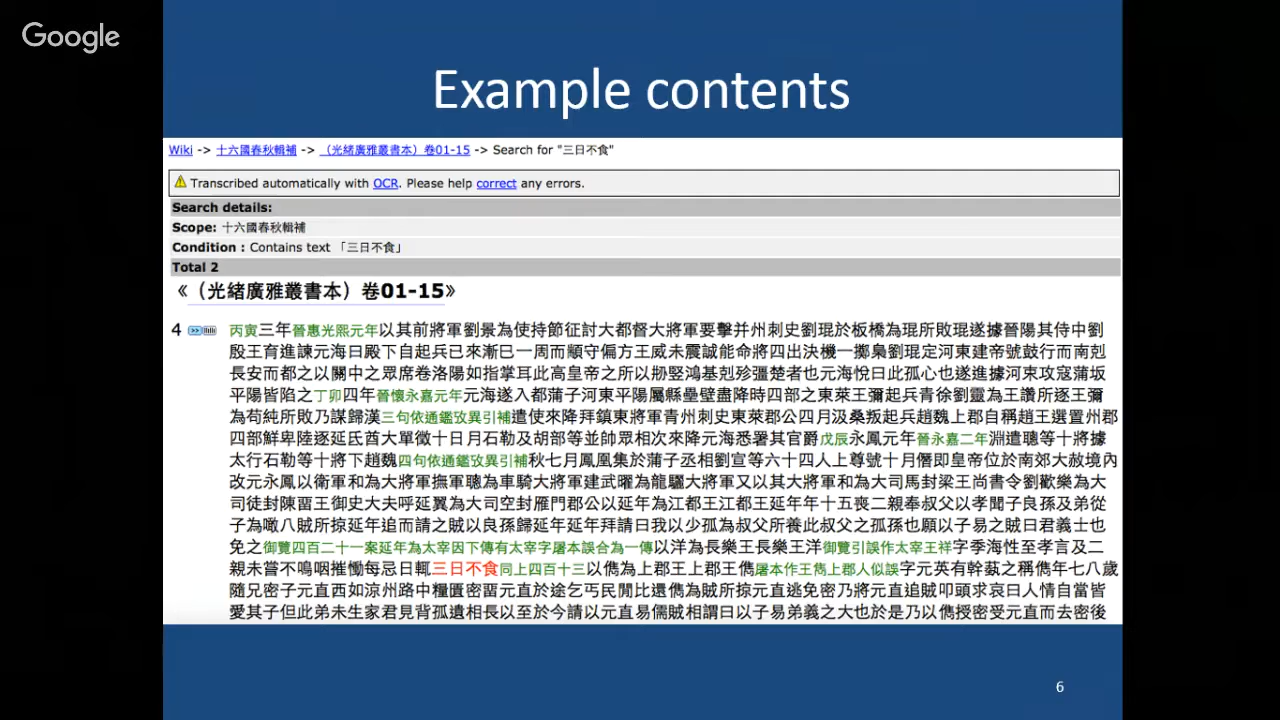 Google
Example contents
Wiki -> 十六國春秋輯補 -> （光緒廣雅叢書本）卷01-15 -> Search for "三日不食"
Transcribed automatically with OCR. Please help correct any errors.
Search details:
Scope: 十六國春秋輯補
Condition : Contains text 「三日不食」
Total 2
《（光緒廣雅叢書本）卷01-15》
4 丙寅三年晉惠光熙元年以其前將軍劉景為使持節征討大都督大將軍要擊并州刺史劉琨於板橋為琨所敗琨遂據晉陽其侍中劉
殷王育進諫元海曰殿下自起兵已來漸巳一周而顓守偏方王威未震誠能命將四出決機一擲梟劉琨定河東建帝號鼓行而南剋
長安而都之以關中之眾席卷洛陽如指掌耳此高皇帝之所以剙竪鴻基剋殄彊楚者也元海悅曰此孤心也遂進據河東攻寇蒲坂
平陽皆陷之丁卯四年晉懷永嘉元年元海遂入都蒲子河東平陽屬縣壘壁盡降時四部之東萊王彌起兵青徐劉靈為王讚所逐王彌
為苟純所敗乃謀歸漢三句依通鑑攷異引補遣使來降拜鎮東將軍青州刺史東萊郡公四月汲桑叛起兵趙魏上郡自稱趙王選置州郡
四部鮮卑陸逐延氏酋大單徵十日月石勒及胡部等並帥眾相次來降元海悉署其官爵戊辰永鳳元年晉永嘉二年淵遣聰等十將據
太行石勒等十將下趙魏四句依通鑑攷異引補秋七月鳳凰集於蒲子丞相劉宣等六十四人上尊號十月僭即皇帝位於南郊大赦境內
改元永鳳以衛軍和為大將軍撫軍聰為車騎大將軍建武曜為龍驤大將軍又以其大將軍和為大司馬封梁王尚書令劉歡樂為大
司徒封陳畱王御史大夫呼延翼為大司空封雁門郡公以延年為江都王江都王延年年十五喪二親奉叔父以孝聞子良孫及弟從
子為噉八賊所掠延年追而請之賊以良孫歸延年延年拜請曰我以少孤為叔父所養此叔父之孤孫也願以子易之賊曰君義士也
免之御覽四百二十一案延年為太宰因下傳有太宰字屠本誤合為一傳以洋為長樂王長樂王洋御覽引誤作太宰王祥字季海性至孝言及二
親未嘗不鳴咽摧慟每忌日輒三日不食同上四百十三以儁為上郡王上郡王儁屠本作王雋上郡人似誤字元英有幹蓺之稱儁年七八歲
隨兄密子元直西如涼州路中糧匱密畱元直於途乞丐民閒比還儁為賊所掠元直逃免密乃將元直追賊叩頭求哀曰人情自當皆
愛其子但此弟未生家君見背孤遺相長以至於今請以元直易儒賊相謂曰以子易弟義之大也於是乃以儁授密受元直而去密後
6